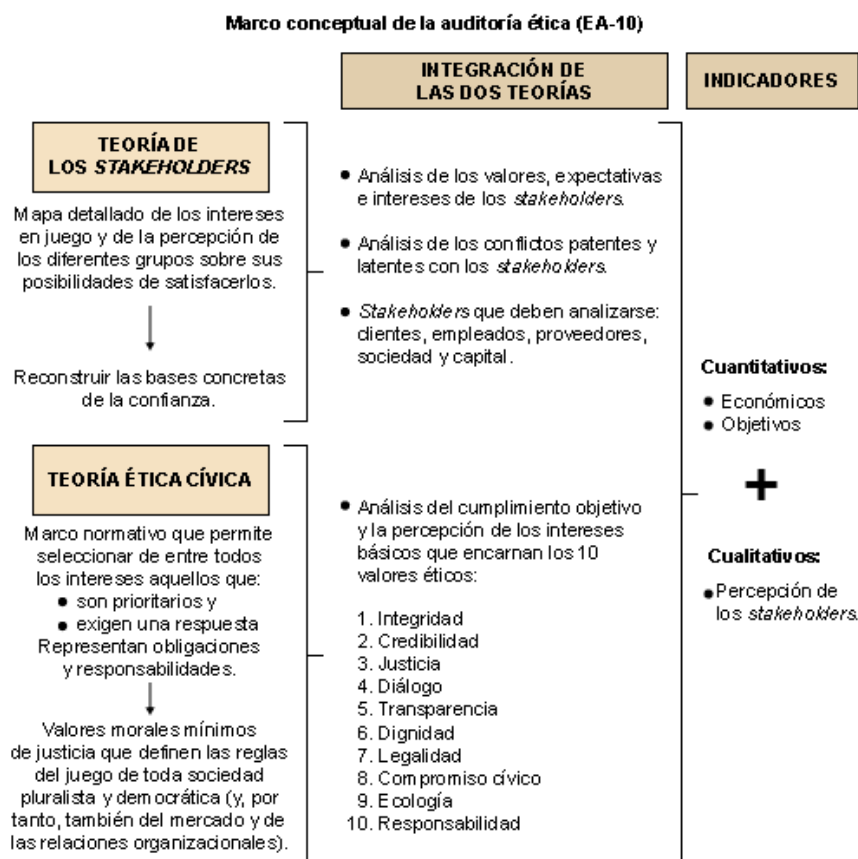 Marco conceptual de la auditoría ética (EA-10)
INTEGRACIÓN DE
LAS DOS TEORÍAS
INDICADORES
TEORÍA DE
LOS STAKEHOLDERS
Mapa detallado de los intereses
en juego y de la percepción de
los diferentes grupos sobre sus
posibilidades de satisfacerlos.
Reconstruir las bases concretas
de la confianza.
● Análisis de los valores, expectativas
e intereses de los stakeholders.
● Análisis de los conflictos patentes y
latentes con los stakeholders.
● Stakeholders que deben analizarse:
clientes, empleados, proveedores,
sociedad y capital.
TEORÍA ÉTICA CÍVICA
Marco normativo que permite
seleccionar de entre todos
los intereses aquellos que:
● son prioritarios y
● exigen una respuesta
Representan obligaciones
y responsabilidades.
Valores morales mínimos
de justicia que definen las reglas
del juego de toda sociedad
pluralista y democrática (y, por
tanto, también del mercado y de
las relaciones organizacionales).
● Análisis del cumplimiento objetivo
y la percepción de los intereses
básicos que encarnan los 10
valores éticos:
1. Integridad
2. Credibilidad
3. Justicia
4. Diálogo
5. Transparencia
6. Dignidad
7. Legalidad
8. Compromiso cívico
9. Ecología
10. Responsabilidad
Cuantitativos:
● Económicos
● Objetivos
+
Cualitativos:
● Percepción de
los stakeholders.